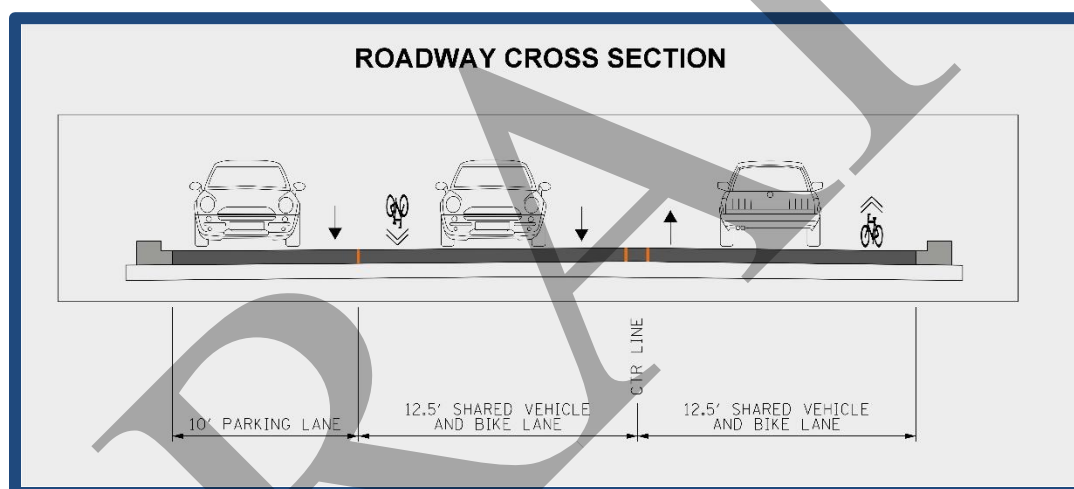 ROADWAY CROSS SECTION
CTR LINE
10' PARKING LANE
12.5' SHARED VEHICLE
AND BIKE LANE
12.5' SHARED VEHICLE
AND BIKE LANE